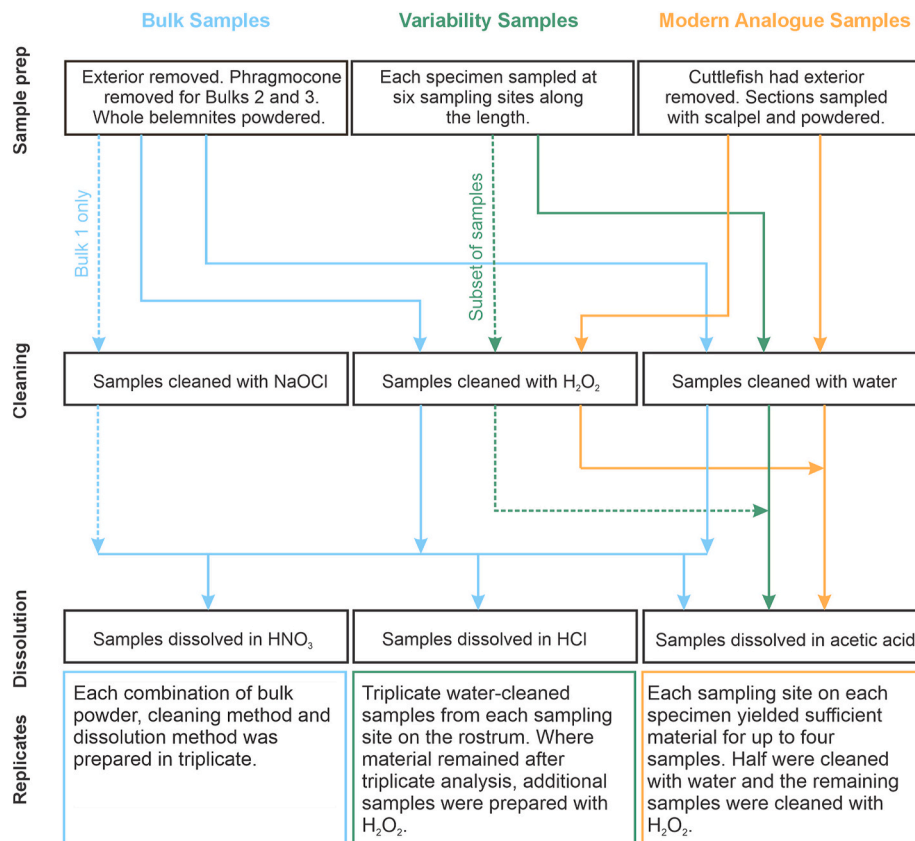 Bulk Samples
Variability Samples
Modern Analogue Samples
Sample prep
Exterior removed. Phragmocone
removed for Bulks 2 and 3.
Whole belemnites powdered.
Each specimen sampled at
six sampling sites along
the length.
Cuttlefish had exterior
removed. Sections sampled
with scalpel and powdered.
Bulk 1 only
Subset of samples
Cleaning
Samples cleaned with NaOCl
Samples cleaned with H₂O₂
Samples cleaned with water
Dissolution
Samples dissolved in HNO₃
Samples dissolved in HCl
Samples dissolved in acetic acid
Replicates
Each combination of bulk
powder, cleaning method and
dissolution method was
prepared in triplicate.
Triplicate water-cleaned
samples from each sampling
site on the rostrum. Where
material remained after
triplicate analysis, additional
samples were prepared with
H₂O₂.
Each sampling site on each
specimen yielded sufficient
material for up to four
samples. Half were cleaned
with water and the remaining
samples were cleaned with
H₂O₂.